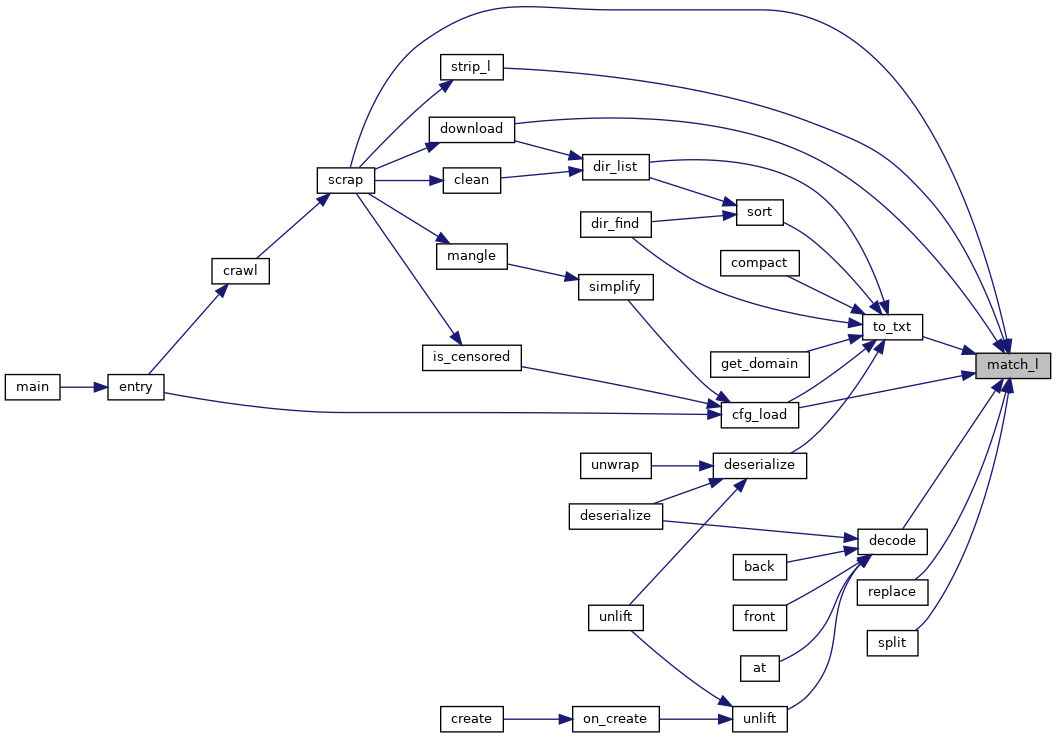 strip_l
download
dir_list
scrap
clean
sort
dir_find
mangle
compact
crawl
simplify
to_txt
is_censored
get_domain
match_l
main
entry
cfg_load
unwrap
deserialize
deserialize
decode
back
replace
unlift
front
split
at
create
on_create
unlift